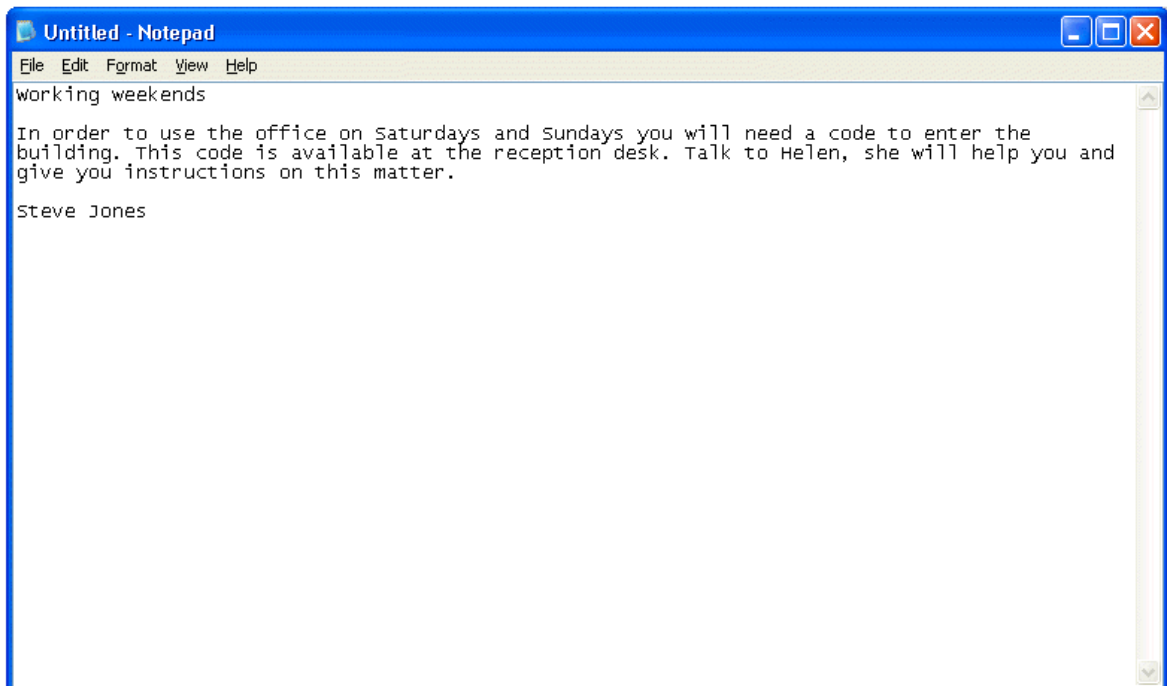 Untitled - Notepad
File Edit Format View Help
Working weekends
In order to use the office on Saturdays and Sundays you will need a code to enter the
building. This code is available at the reception desk. Talk to Helen, she will help you and
give you instructions on this matter.
Steve Jones